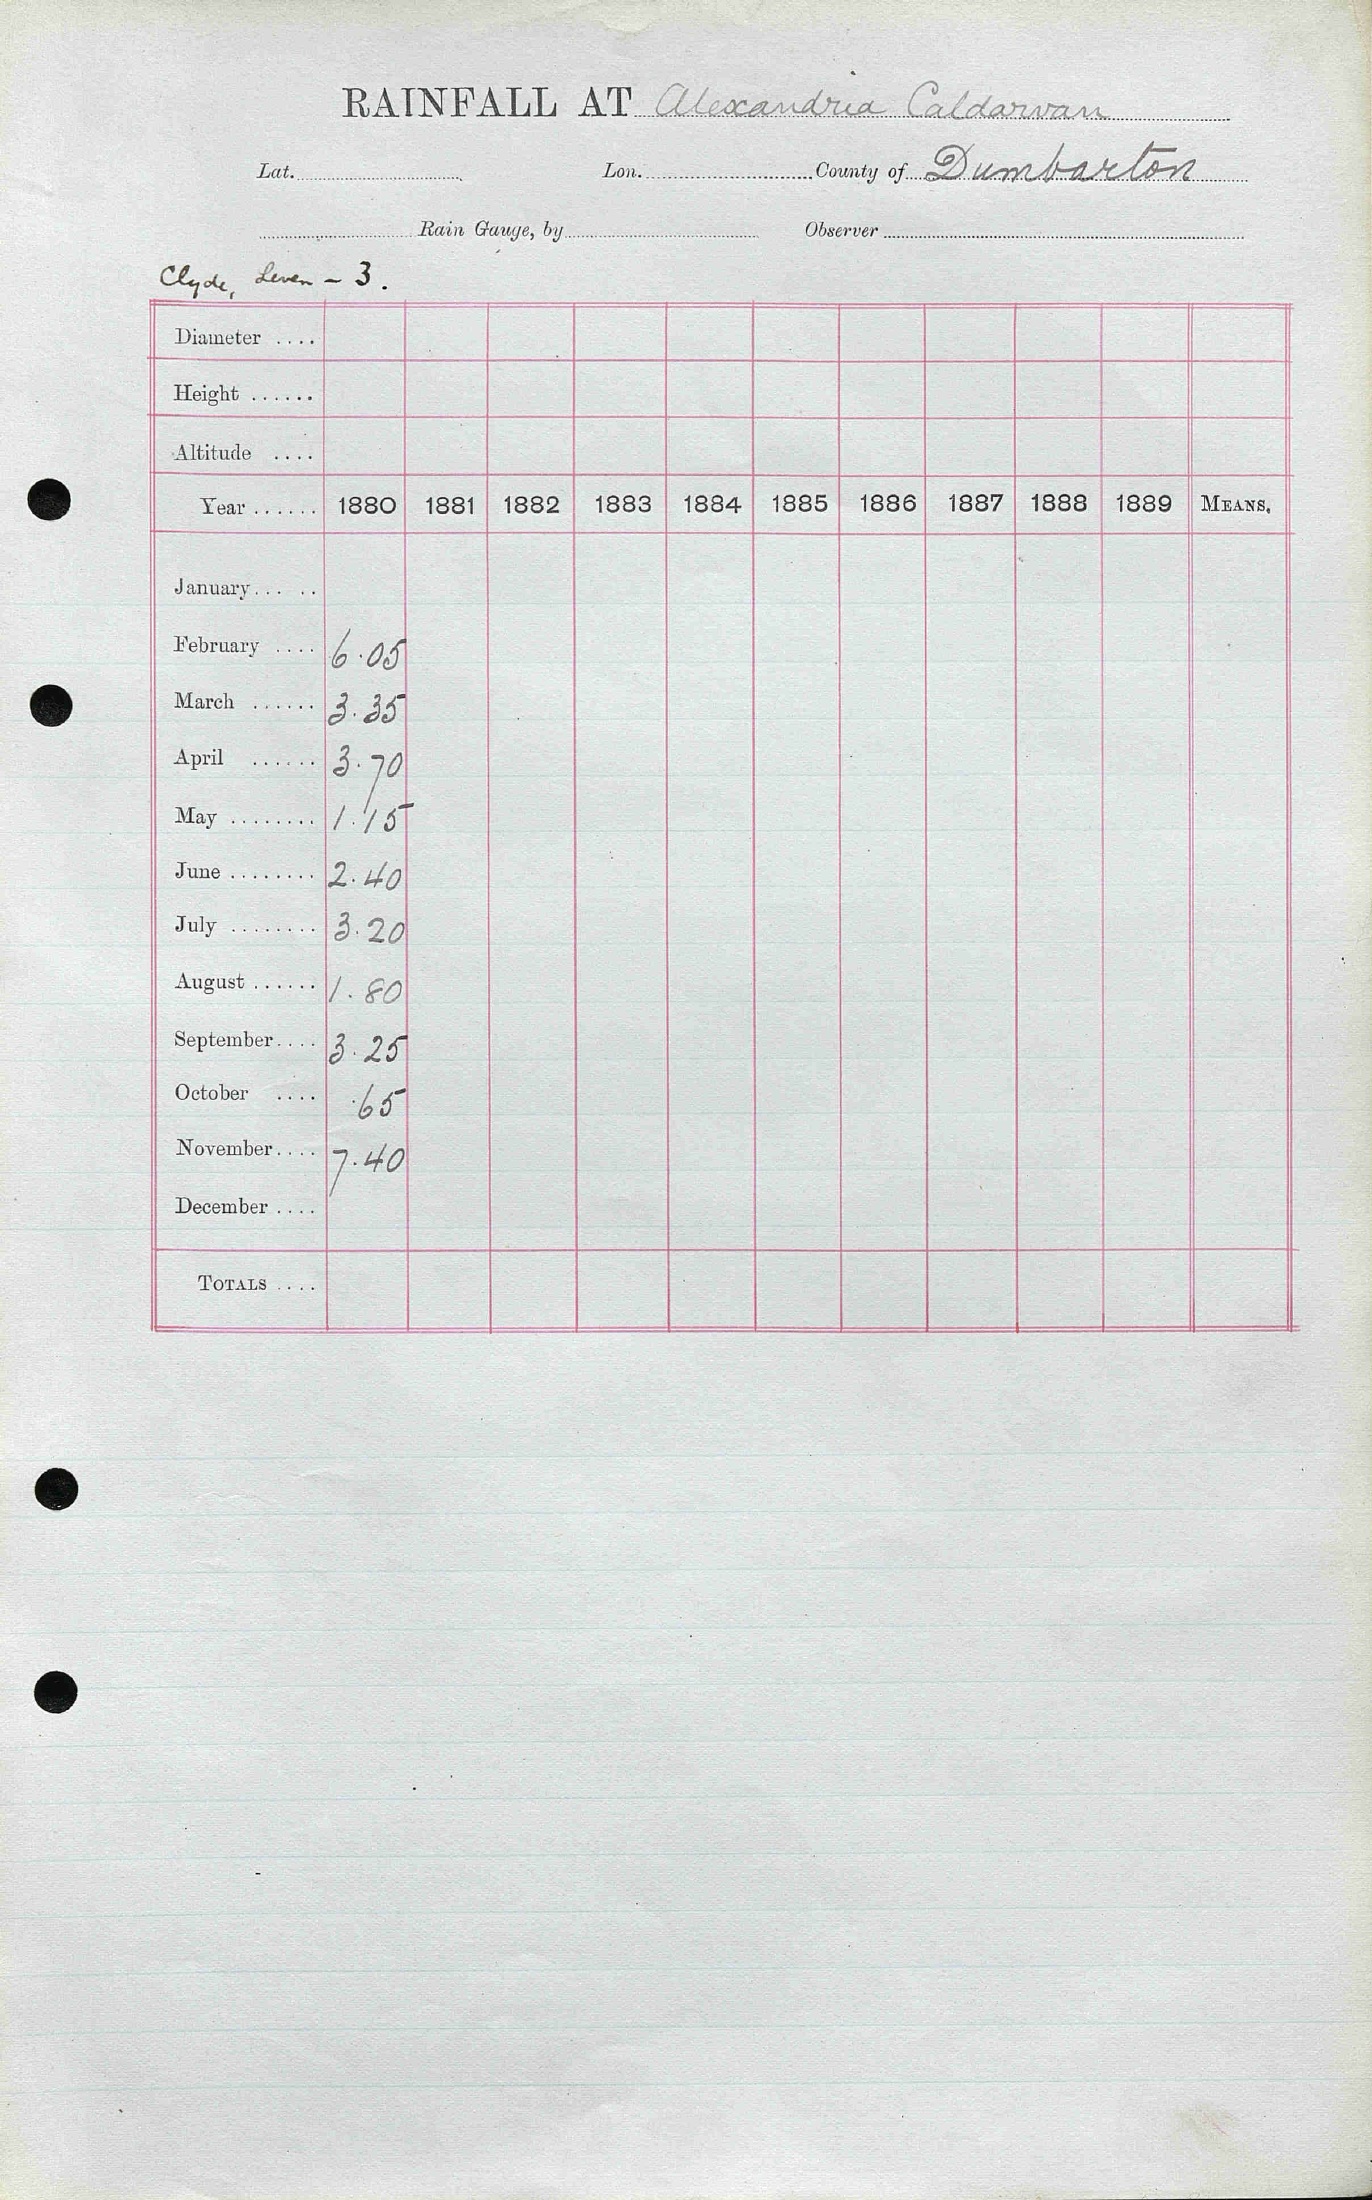 RAINFALL AT Alexandria Caldarvan
Lat. Lon. County of Dumbarton
Rain Gauge, by Observer
Clyde, Leven - 3.
Diameter ....
Height ......
Altitude ....
Year ...... 1880 1881 1882 1883 1884 1885 1886 1887 1888 1889 MEANS.
January... ..
February .... 6.05
March ...... 3.35
April ...... 3.70
May ........ 1.15
June ........ 2.40
July ........ 3.20
August ...... 1.80
September.... 3.25
October .... .65
November.... 7.40
December ....
TOTALS ....